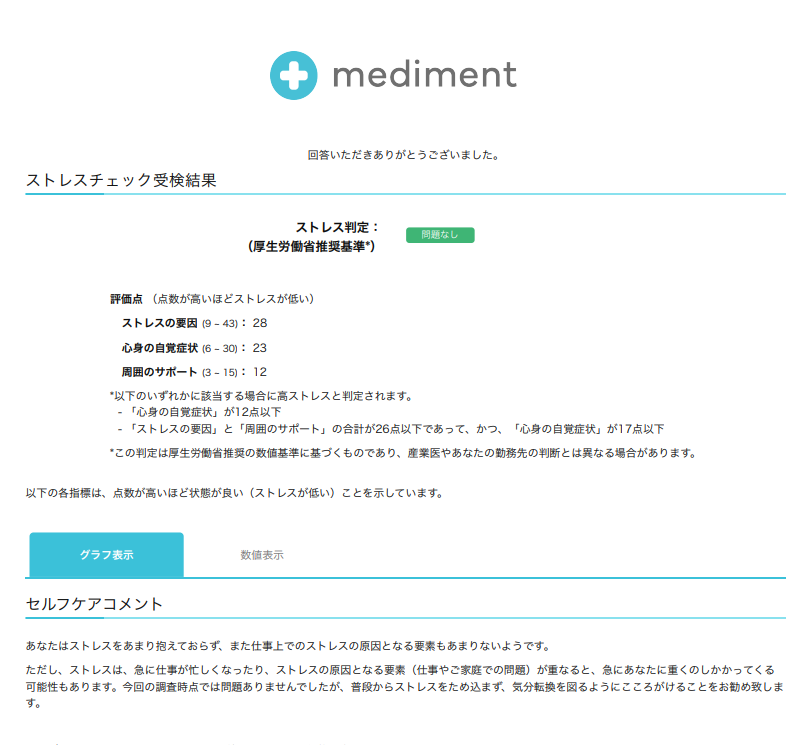 mediment
回答いただきありがとうございました。
ストレスチェック受検結果
ストレス判定：
（厚生労働省推奨基準*）
問題なし
評価点 （点数が高いほどストレスが低い）
ストレスの要因 (9 – 43)： 28
心身の自覚症状 (6 – 30)： 23
周囲のサポート (3 – 15)： 12
*以下のいずれかに該当する場合に高ストレスと判定されます。
- 「心身の自覚症状」が12点以下
- 「ストレスの要因」と「周囲のサポート」の合計が26点以下であって、かつ、「心身の自覚症状」が17点以下
*この判定は厚生労働省推奨の数値基準に基づくものであり、産業医やあなたの勤務先の判断とは異なる場合があります。
以下の各指標は、点数が高いほど状態が良い（ストレスが低い）ことを示しています。
グラフ表示 数値表示
セルフケアコメント
あなたはストレスをあまり抱えておらず、また仕事上でのストレスの原因となる要素もあまりないようです。
ただし、ストレスは、急に仕事が忙しくなったり、ストレスの原因となる要素（仕事やご家庭での問題）が重なると、急にあなたに重くのしかかってくる
可能性もあります。今回の調査時点では問題ありませんでしたが、普段からストレスをため込まず、気分転換を図るようにこころがけることをお勧め致しま
す。